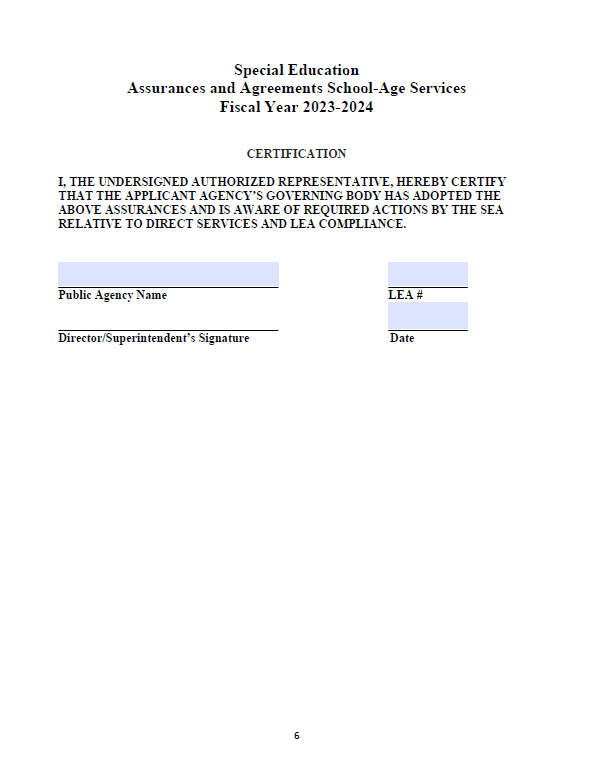 Special Education
Assurances and Agreements School-Age Services
Fiscal Year 2023-2024
CERTIFICATION
I, THE UNDERSIGNED AUTHORIZED REPRESENTATIVE, HEREBY CERTIFY
THAT THE APPLICANT AGENCY’S GOVERNING BODY HAS ADOPTED THE
ABOVE ASSURANCES AND IS AWARE OF REQUIRED ACTIONS BY THE SEA
RELATIVE TO DIRECT SERVICES AND LEA COMPLIANCE.
Public Agency Name LEA #
Director/Superintendent’s Signature Date
6